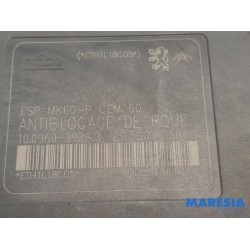 (*ETH1L18C05*)
ESP MK60-P CEM 00
ANTIBLOCAGE DE ROUE
*ETH1L18C05*
MARESIA